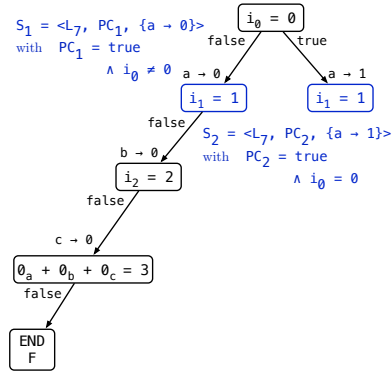 i₀ = 0
S₁ = <L₇, PC₁, {a → 0}>
with PC₁ = true
∧ i₀ ≠ 0
false
true
a → 0
a → 1
i₁ = 1
i₁ = 1
false
S₂ = <L₇, PC₂, {a → 1}>
with PC₂ = true
∧ i₀ = 0
b → 0
i₂ = 2
false
c → 0
0ₐ + 0_b + 0_c = 3
false
END
F